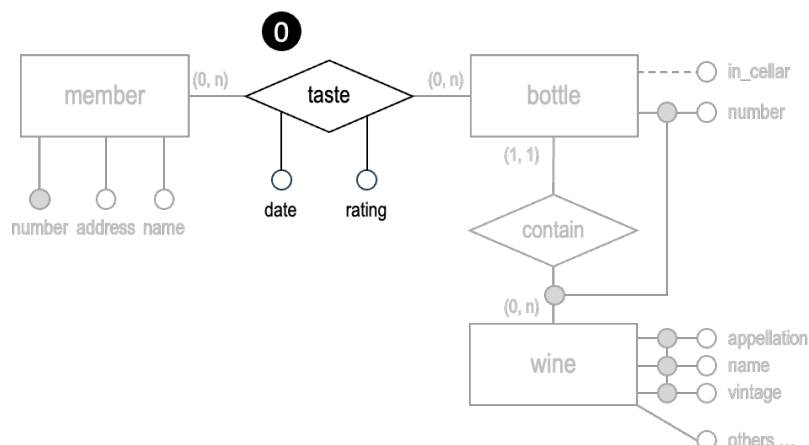 0
member
(0, n)
taste
(0, n)
bottle
in_cellar
number
(1, 1)
number address name
date
rating
contain
(0, n)
wine
appellation
name
vintage
others ...